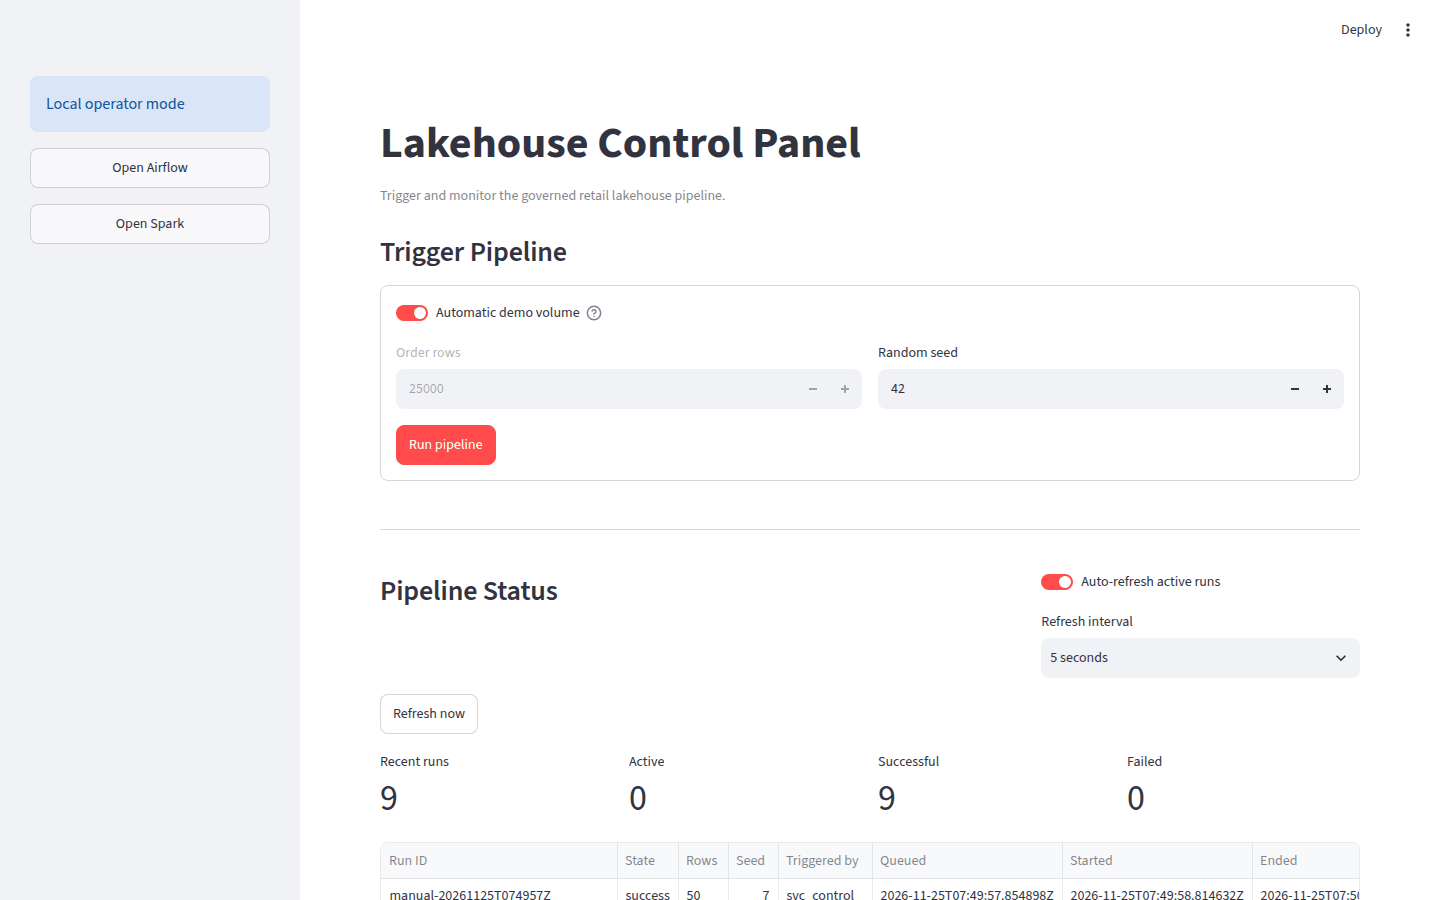 Deploy
Local operator mode
Open Airflow
Open Spark
Lakehouse Control Panel
Trigger and monitor the governed retail lakehouse pipeline.
Trigger Pipeline
Automatic demo volume
Order rows
Random seed
25000
42
Run pipeline
Pipeline Status
Auto-refresh active runs
Refresh interval
5 seconds
Refresh now
Recent runs Active Successful Failed
9 0 9 0
Run ID State Rows Seed Triggered by Queued Started Ended
manual-20261125T074957Z success 50 7 svc_control 2026-11-25T07:49:57.854898Z 2026-11-25T07:49:58.814632Z 2026-11-25T07:50